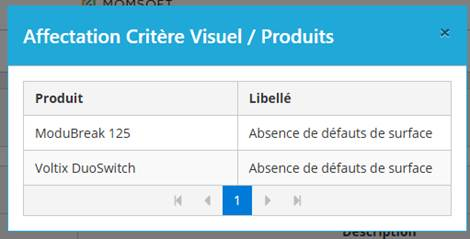 MOMSOFT
Affectation Critère Visuel / Produits ×
Produit Libellé
ModuBreak 125 Absence de défauts de surface
Voltix DuoSwitch Absence de défauts de surface
1
Description